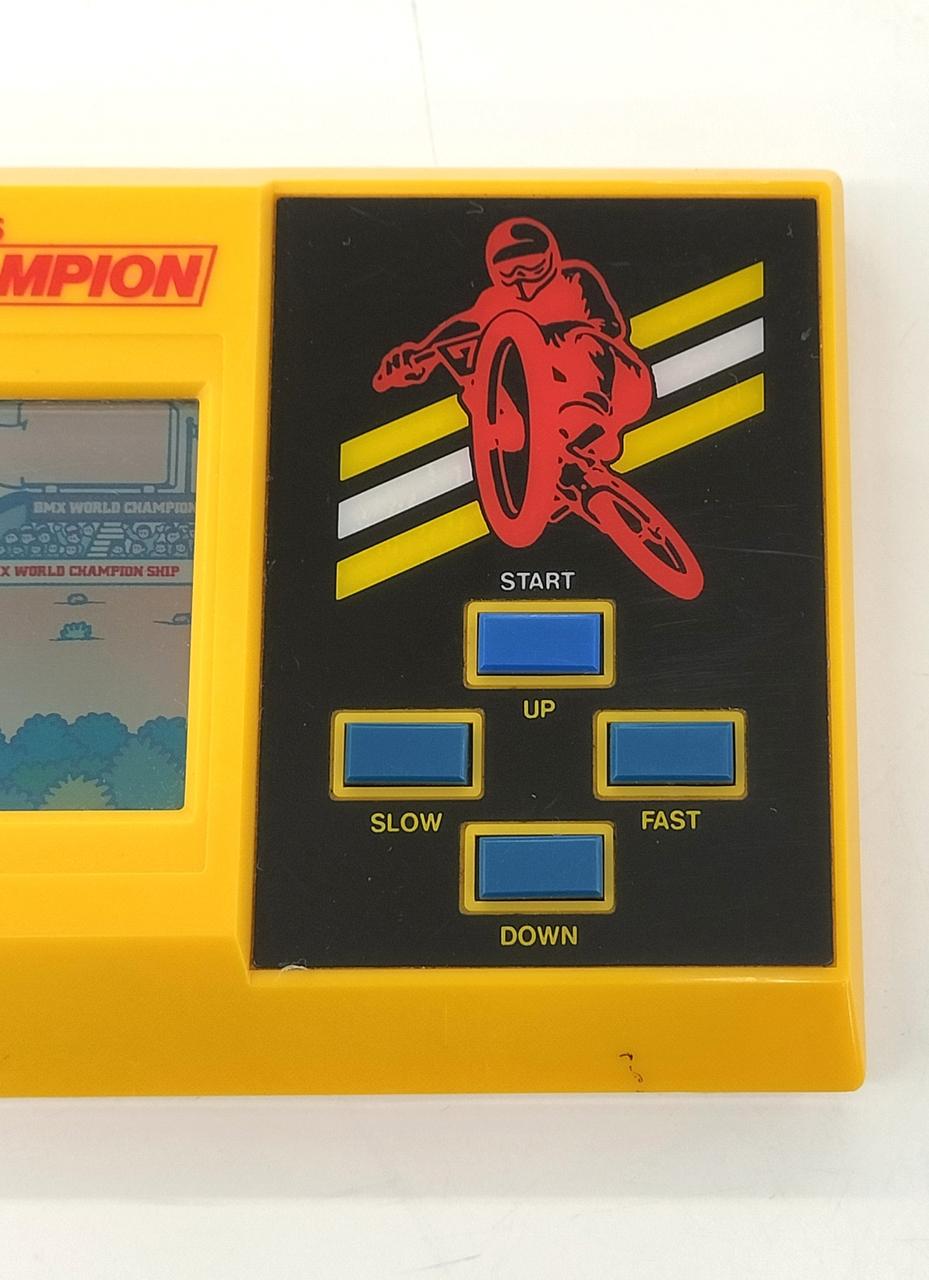 S
MPION
BMX WORLD CHAMPION
X WORLD CHAMPION SHIP
START
UP
SLOW
FAST
DOWN